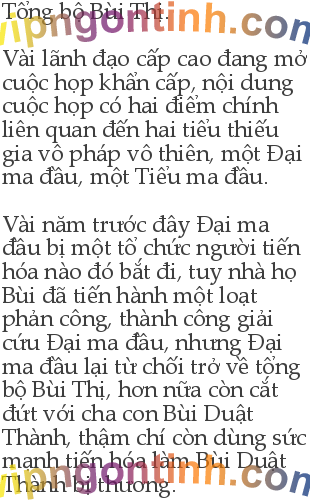 Tổng bộ Bùi Thị.
vipngontinh.com
Vài lãnh đạo cấp cao đang mở
cuộc họp khẩn cấp, nội dung
cuộc họp có hai điểm chính
liên quan đến hai tiểu thiếu
gia vô pháp vô thiên, một Đại
ma đầu, một Tiểu ma đầu.
Vài năm trước đây Đại ma
đầu bị một tổ chức người tiến
hóa nào đó bắt đi, tuy nhà họ
Bùi đã tiến hành một loạt
phản công, thành công giải
cứu Đại ma đầu, nhưng Đại
ma đầu lại từ chối trở về tổng
bộ Bùi Thị, hơn nữa còn cắt
đứt với cha con Bùi Duật
Thành, thậm chí còn dùng sức
mạnh tiến hóa làm Bùi Duật
vipngontinh.com
Thành bị thương.